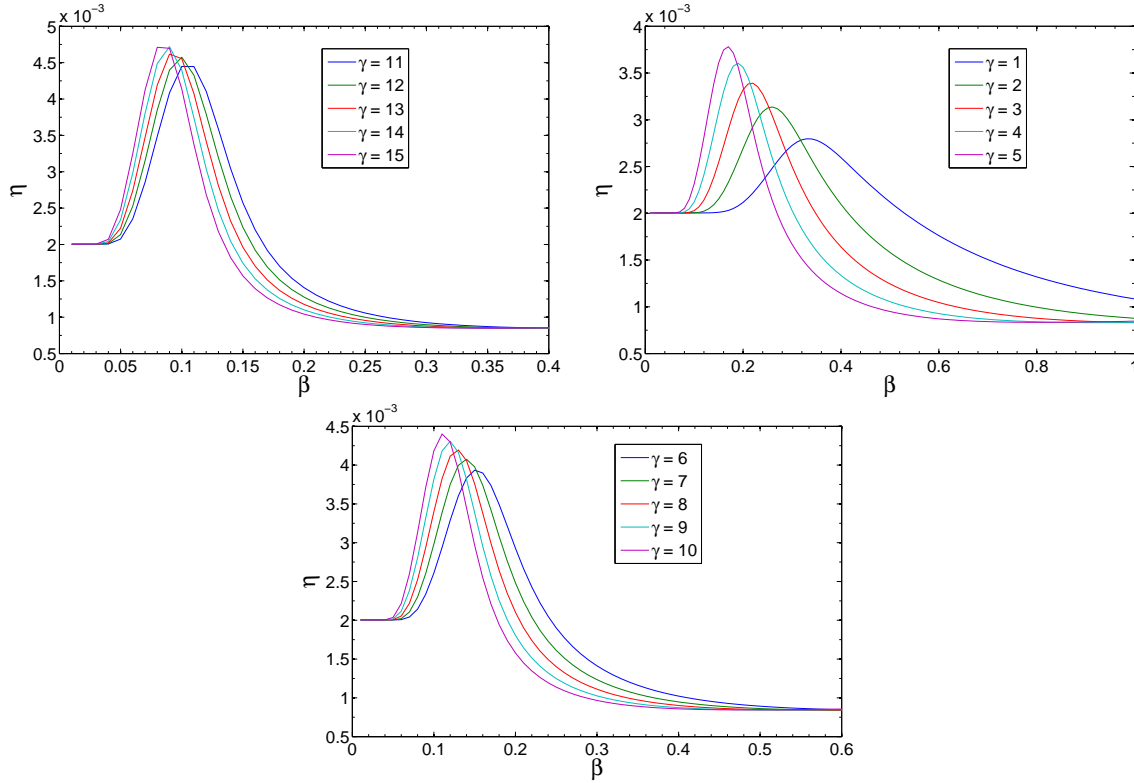 x 10⁻³
5
4.5
4
3.5
3
2.5
2
1.5
1
0.5
η
0
0.05
0.1
0.15
0.2
0.25
0.3
0.35
0.4
β
γ = 11
γ = 12
γ = 13
γ = 14
γ = 15
x 10⁻³
4
3.5
3
2.5
2
1.5
1
0.5
η
0
0.2
0.4
0.6
0.8
1
β
γ = 1
γ = 2
γ = 3
γ = 4
γ = 5
x 10⁻³
4.5
4
3.5
3
2.5
2
1.5
1
0.5
η
0
0.1
0.2
0.3
0.4
0.5
0.6
β
γ = 6
γ = 7
γ = 8
γ = 9
γ = 10